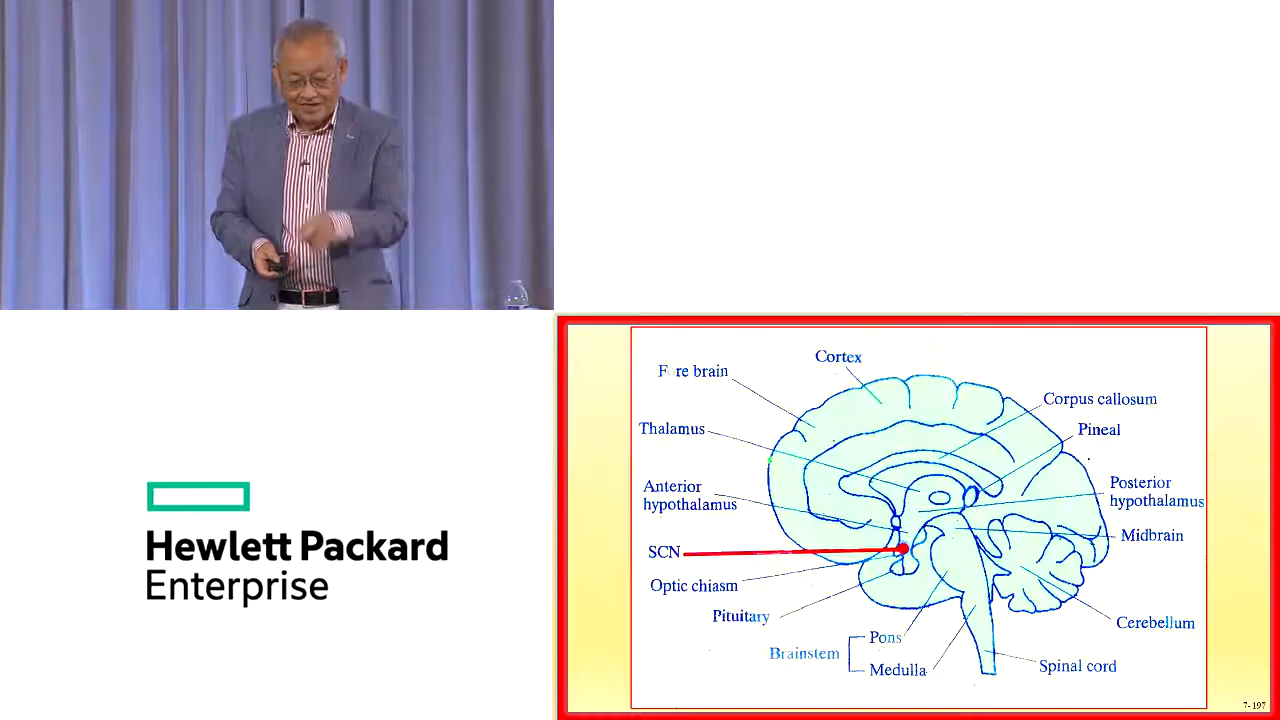 Hewlett Packard
Enterprise
Cortex
Fore brain
Corpus callosum
Thalamus
Pineal
Anterior
hypothalamus
Posterior
hypothalamus
SCN
Midbrain
Optic chiasm
Pituitary
Cerebellum
Pons
Brainstem
Medulla
Spinal cord
7-197